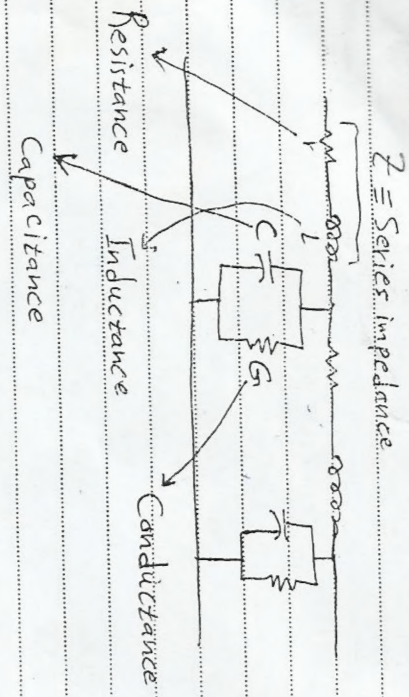 Z = Series impedance
r
L
C
G
Resistance
Inductance
Conductance
Capacitance